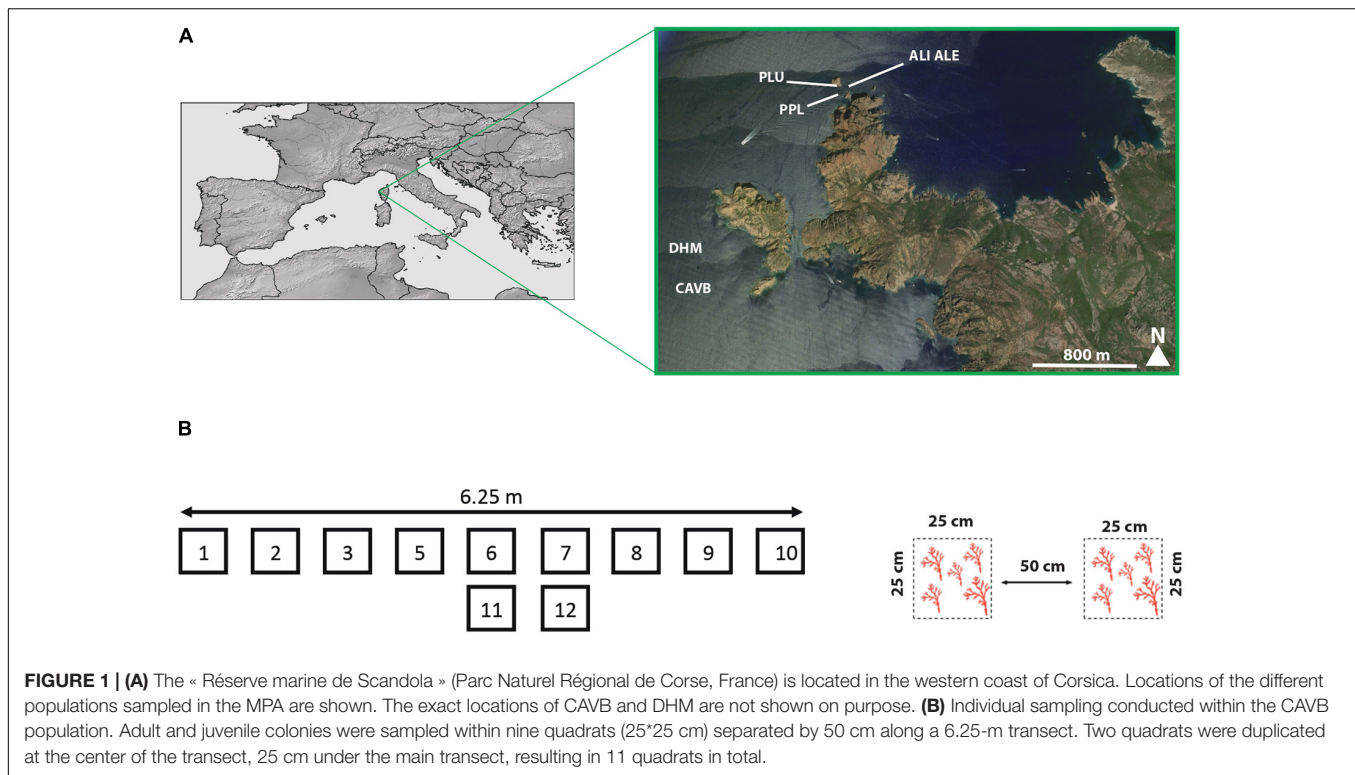 A
PLU
ALI ALE
PPL
DHM
CAVB
N
800 m
B
6.25 m
1 2 3 5 6 7 8 9 10
11 12
25 cm 25 cm
25 cm 50 cm 25 cm
FIGURE 1 | (A) The « Réserve marine de Scandola » (Parc Naturel Régional de Corse, France) is located in the western coast of Corsica. Locations of the different
populations sampled in the MPA are shown. The exact locations of CAVB and DHM are not shown on purpose. (B) Individual sampling conducted within the CAVB
population. Adult and juvenile colonies were sampled within nine quadrats (25*25 cm) separated by 50 cm along a 6.25-m transect. Two quadrats were duplicated
at the center of the transect, 25 cm under the main transect, resulting in 11 quadrats in total.